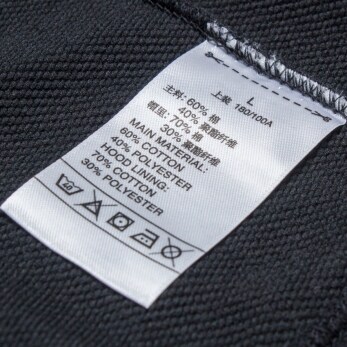 L
上装 180/100A
主料: 60% 棉
40% 聚酯纤维
帽里: 70% 棉
30% 聚酯纤维
MAIN MATERIAL:
60% COTTON
40% POLYESTER
HOOD LINING:
70% COTTON
30% POLYESTER